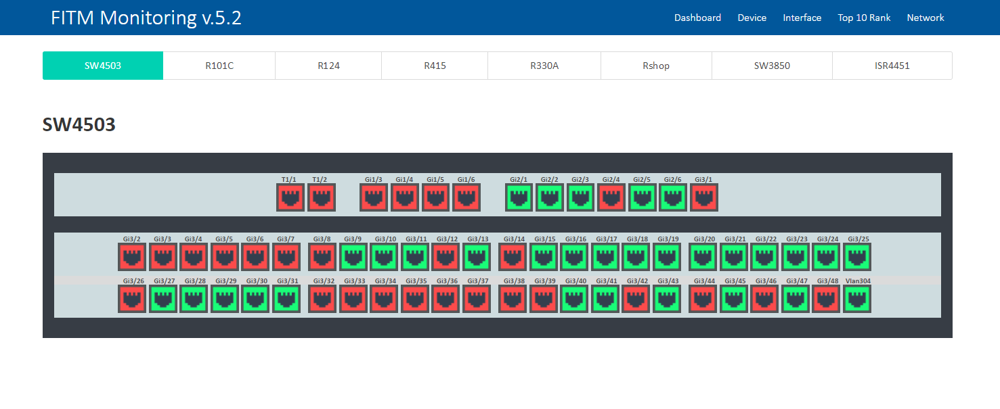 FITM Monitoring v.5.2 Dashboard Device Interface Top 10 Rank Network
SW4503 R101C R124 R415 R330A Rshop SW3850 ISR4451
SW4503
T1/1 T1/2 Gi1/3 Gi1/4 Gi1/5 Gi1/6 Gi2/1 Gi2/2 Gi2/3 Gi2/4 Gi2/5 Gi2/6 Gi3/1
Gi3/2 Gi3/3 Gi3/4 Gi3/5 Gi3/6 Gi3/7 Gi3/8 Gi3/9 Gi3/10 Gi3/11 Gi3/12 Gi3/13 Gi3/14 Gi3/15 Gi3/16 Gi3/17 Gi3/18 Gi3/19 Gi3/20 Gi3/21 Gi3/22 Gi3/23 Gi3/24 Gi3/25
Gi3/26 Gi3/27 Gi3/28 Gi3/29 Gi3/30 Gi3/31 Gi3/32 Gi3/33 Gi3/34 Gi3/35 Gi3/36 Gi3/37 Gi3/38 Gi3/39 Gi3/40 Gi3/41 Gi3/42 Gi3/43 Gi3/44 Gi3/45 Gi3/46 Gi3/47 Gi3/48 Vlan304